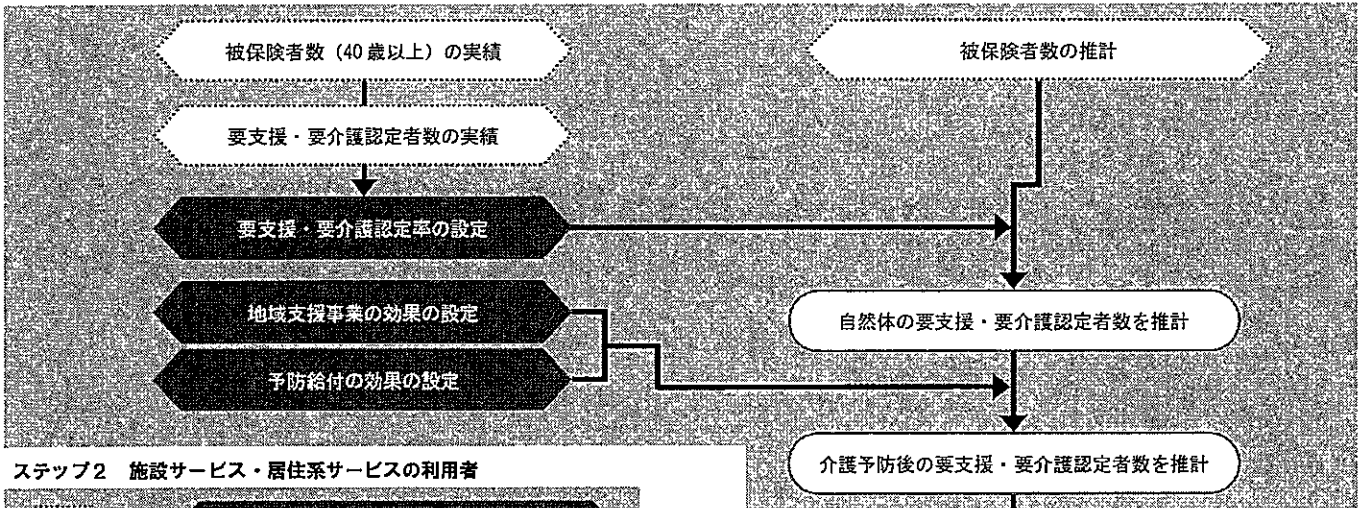 被保険者数（40歳以上）の実績
被保険者数の推計
要支援・要介護認定者数の実績
要支援・要介護認定率の設定
地域支援事業の効果の設定
自然体の要支援・要介護認定者数を推計
予防給付の効果の設定
介護予防後の要支援・要介護認定者数を推計
ステップ2　施設サービス・居住系サービスの利用者